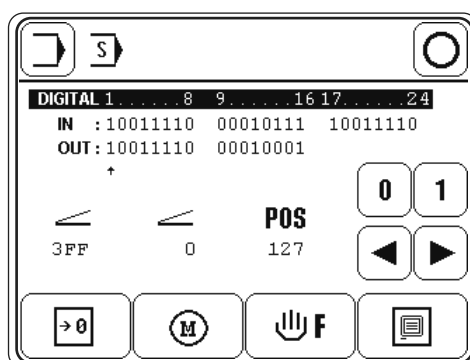 S
DIGITAL 1......8 9......16 17......24
IN :10011110 00010111 10011110
OUT:10011110 00010001
0 1
POS
3FF 0 127
→0 M F